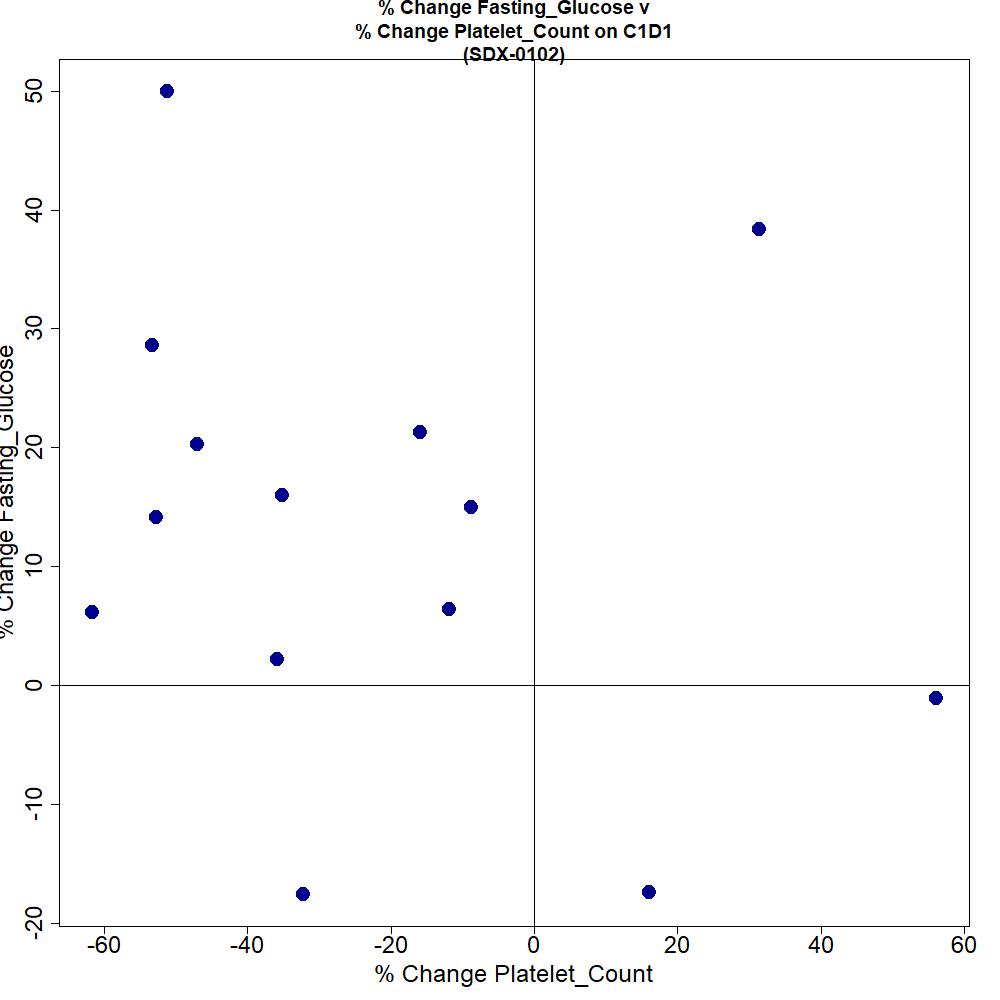 % Change Fasting_Glucose v
% Change Platelet_Count on C1D1
(SDX-0102)
% Change Fasting_Glucose
50
40
30
20
10
0
-10
-20
-60 -40 -20 0 20 40 60
% Change Platelet_Count